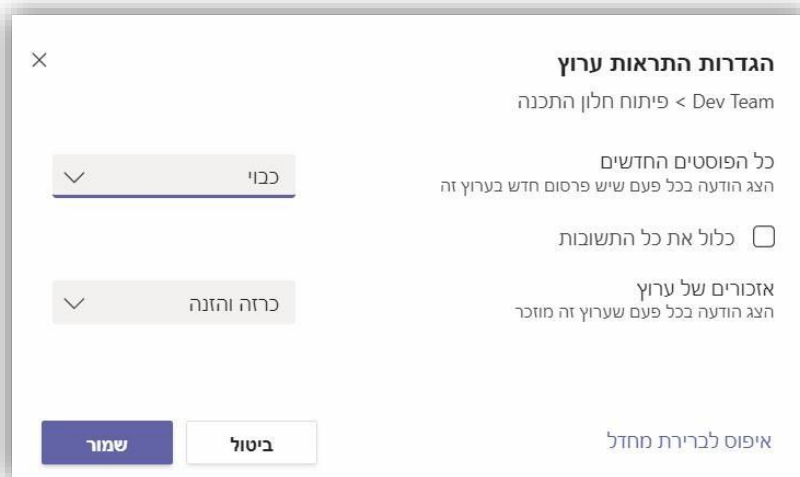 הגדרות התראות ערוץ
Dev Team > פיתוח חלון התכנה
כל הפוסטים החדשים
הצג הודעה בכל פעם שיש פרסום חדש בערוץ זה
כבוי
כלול את כל התשובות
אזכורים של ערוץ
הצג הודעה בכל פעם שערוץ זה מוזכר
כרזה והזנה
איפוס לברירת מחדל
ביטול
שמור